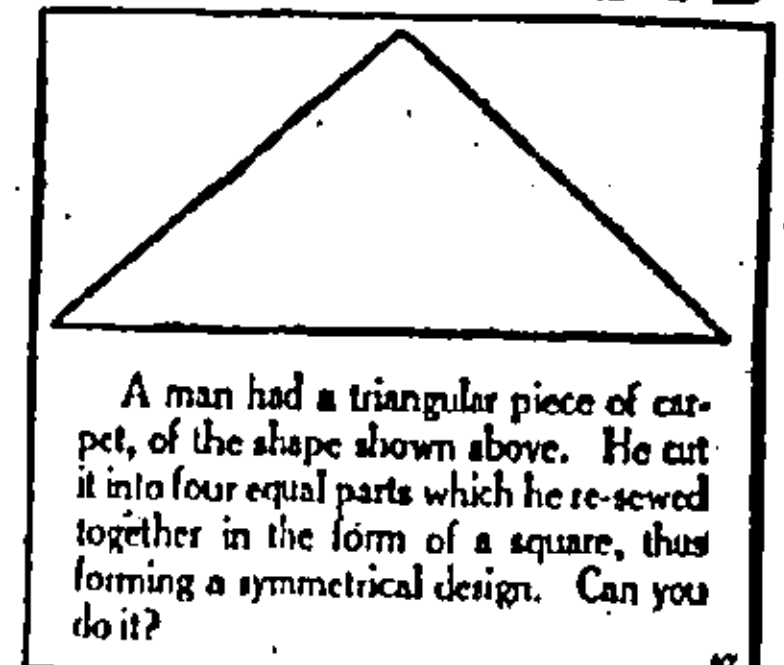 A man had a triangular piece of car-
pet, of the shape shown above. He cut
it into four equal parts which he re-sewed
together in the form of a square, thus
forming a symmetrical design. Can you
do it?